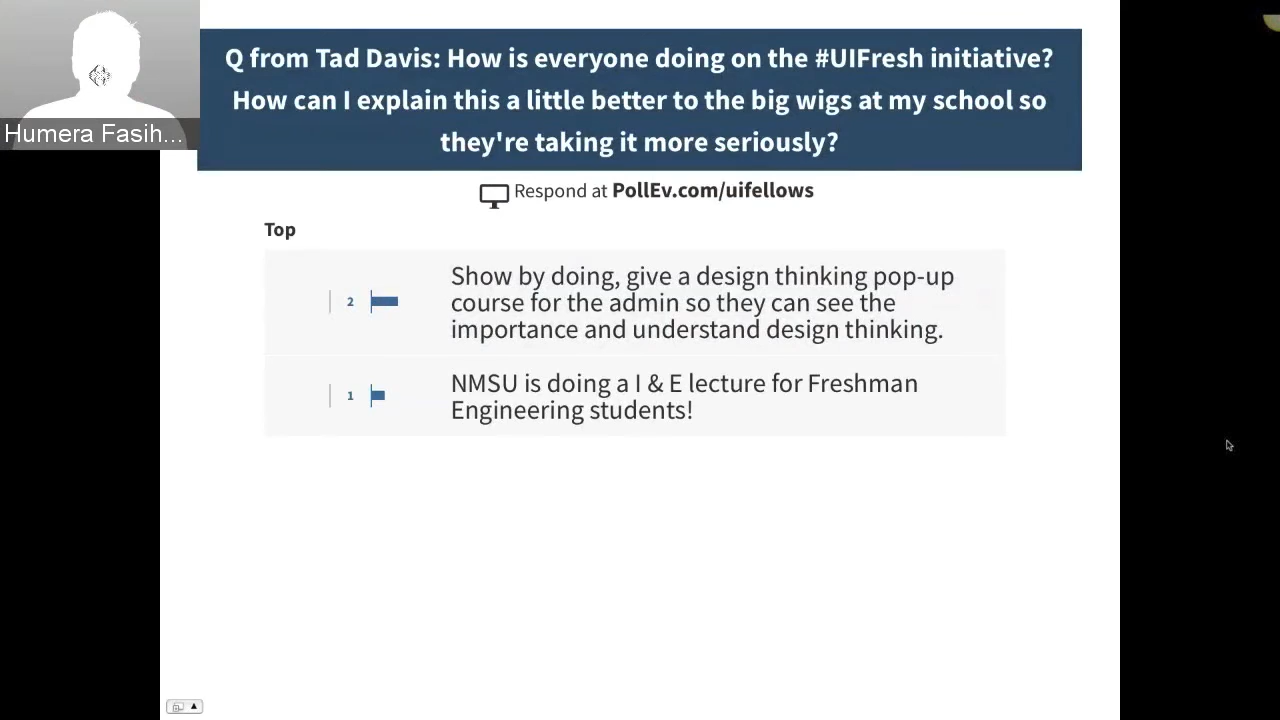 Q from Tad Davis: How is everyone doing on the #UIFresh initiative?
How can I explain this a little better to the big wigs at my school so
they're taking it more seriously?
Humera Fasih...
Respond at PollEv.com/uifellows
Top
2
Show by doing, give a design thinking pop-up
course for the admin so they can see the
importance and understand design thinking.
1
NMSU is doing a I & E lecture for Freshman
Engineering students!